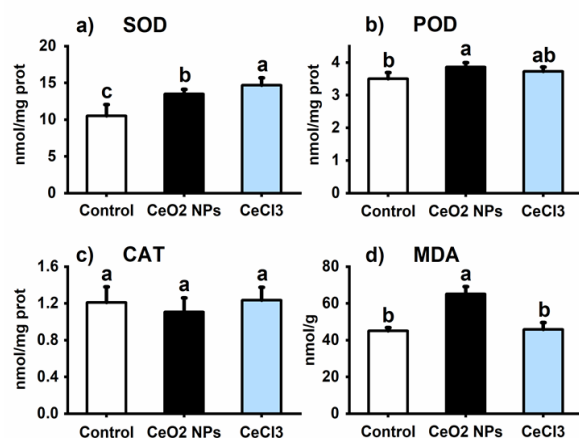 a) SOD
nmol/mg prot
20
15
10
5
0
c
b
a
Control
CeO2 NPs
CeCl3
b) POD
nmol/mg prot
4
3
2
1
0
b
a
ab
Control
CeO2 NPs
CeCl3
c) CAT
nmol/mg prot
1.6
1.2
0.8
0.4
0.0
a
a
a
Control
CeO2 NPs
CeCl3
d) MDA
nmol/g
80
60
40
20
0
b
a
b
Control
CeO2 NPs
CeCl3